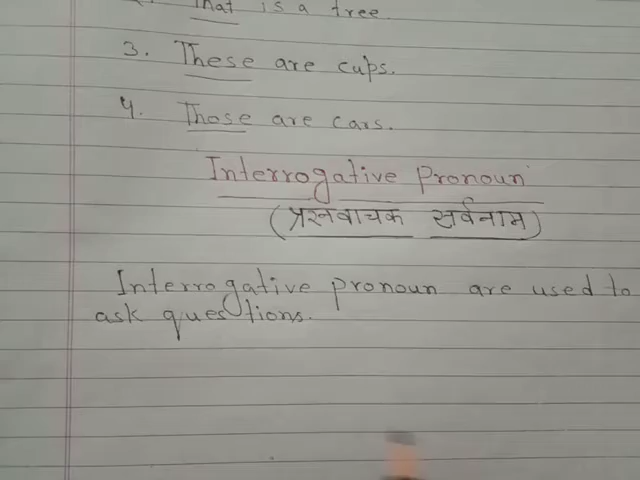 2. That is a tree.
3. These are cups.
4. Those are cars.
Interrogative Pronoun
(प्रश्नवाचक सर्वनाम)
Interrogative pronoun are used to
ask questions.